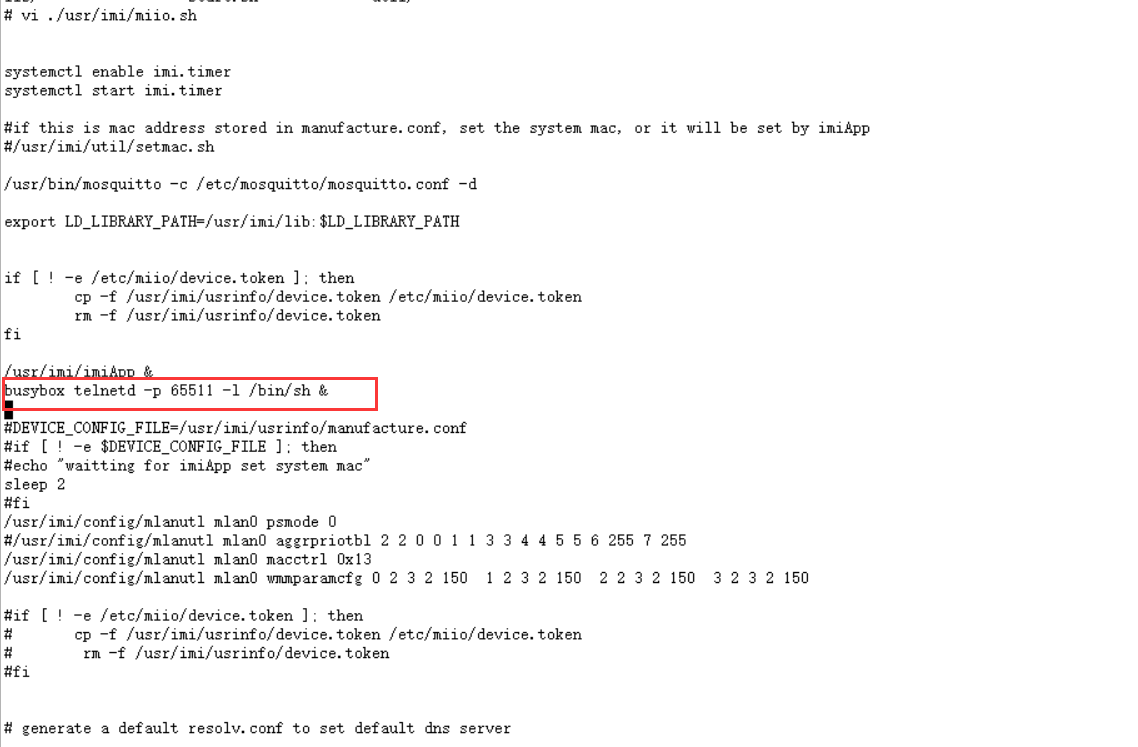 # vi ./usr/imi/miio.sh
systemctl enable imi.timer
systemctl start imi.timer
#if this is mac address stored in manufacture.conf, set the system mac, or it will be set by imiApp
#/usr/imi/util/setmac.sh
/usr/bin/mosquitto -c /etc/mosquitto/mosquitto.conf -d
export LD_LIBRARY_PATH=/usr/imi/lib:$LD_LIBRARY_PATH
if [ ! -e /etc/miio/device.token ]; then
cp -f /usr/imi/usrinfo/device.token /etc/miio/device.token
rm -f /usr/imi/usrinfo/device.token
fi
/usr/imi/imiApp &
busybox telnetd -p 65511 -l /bin/sh &
#DEVICE_CONFIG_FILE=/usr/imi/usrinfo/manufacture.conf
#if [ ! -e $DEVICE_CONFIG_FILE ]; then
#echo "waitting for imiApp set system mac"
sleep 2
#fi
/usr/imi/config/mlanutl mlan0 psmode 0
#/usr/imi/config/mlanutl mlan0 aggrpriotbl 2 2 0 0 1 1 3 3 4 4 5 5 6 255 7 255
/usr/imi/config/mlanutl mlan0 macctrl 0x13
/usr/imi/config/mlanutl mlan0 wmmparamcfg 0 2 3 2 150  1 2 3 2 150  2 2 3 2 150  3 2 3 2 150
#if [ ! -e /etc/miio/device.token ]; then
#       cp -f /usr/imi/usrinfo/device.token /etc/miio/device.token
#        rm -f /usr/imi/usrinfo/device.token
#fi
# generate a default resolv.conf to set default dns server